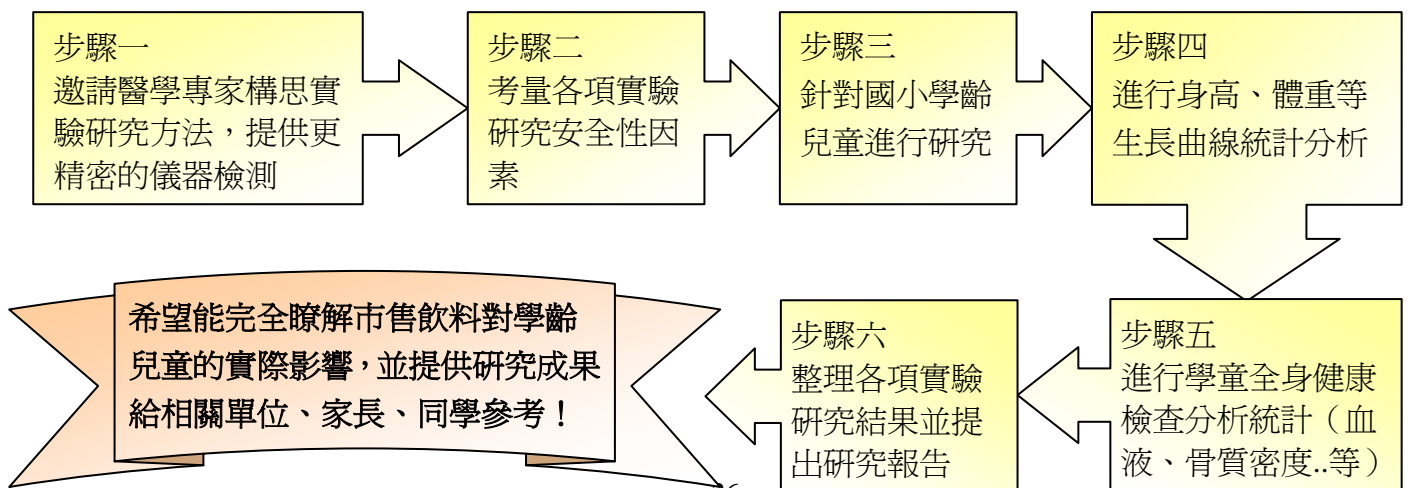 步驟一
邀請醫學專家構思實
驗研究方法，提供更
精密的儀器檢測
步驟二
考量各項實驗
研究安全性因
素
步驟三
針對國小學齡
兒童進行研究
步驟四
進行身高、體重等
生長曲線統計分析
步驟五
進行學童全身健康
檢查分析統計（血
液、骨質密度..等）
步驟六
整理各項實驗
研究結果並提
出研究報告
希望能完全瞭解市售飲料對學齡
兒童的實際影響，並提供研究成果
給相關單位、家長、同學參考！